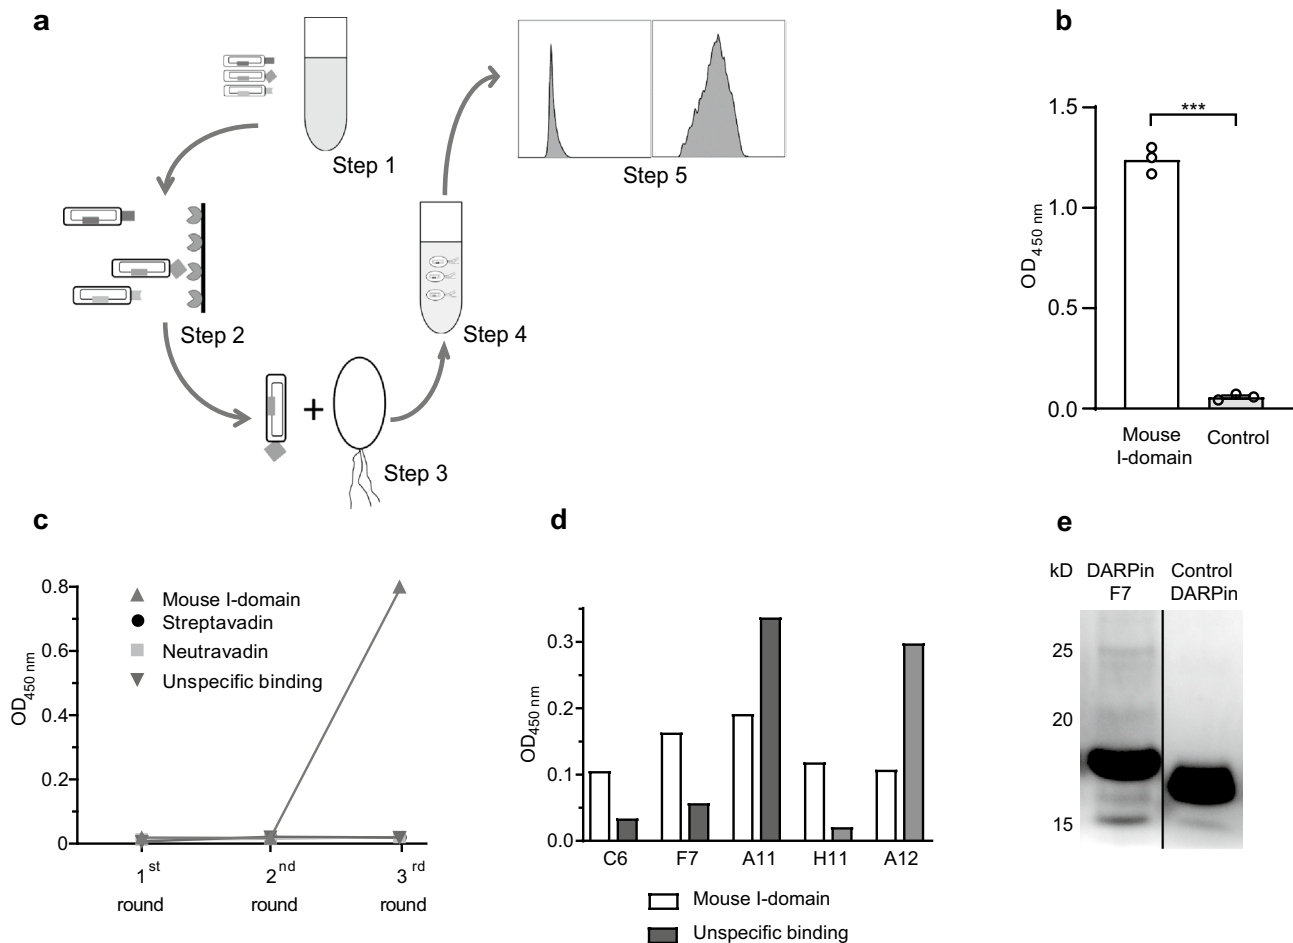 a
Step 1
Step 2
Step 3
Step 4
Step 5
b
1.5
1.0
0.5
0.0
OD450 nm
***
Mouse
I-domain
Control
c
0.8
0.6
0.4
0.2
0
OD450 nm
Mouse I-domain
Streptavadin
Neutravadin
Unspecific binding
1st 2nd 3rd
round round round
d
0.3
0.2
0.1
0.0
OD450 nm
C6 F7 A11 H11 A12
Mouse I-domain
Unspecific binding
e
kD DARPin Control
F7 DARPin
25
20
15